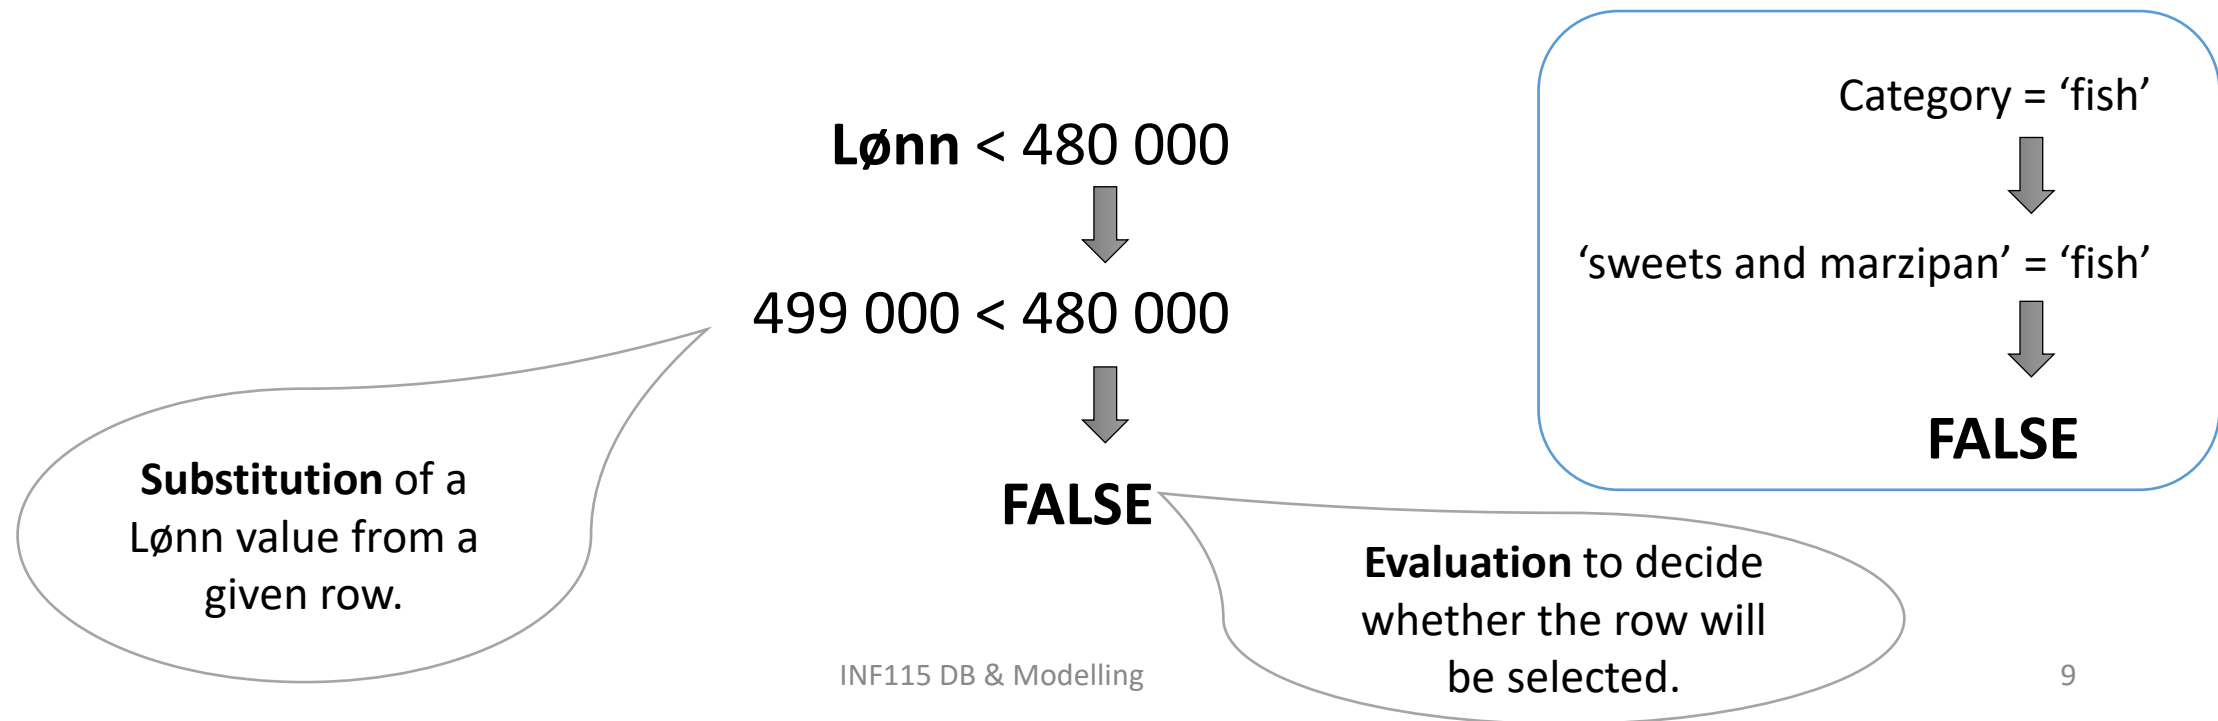 Lønn < 480 000
499 000 < 480 000
FALSE
Substitution of a
Lønn value from a
given row.
Evaluation to decide
whether the row will
be selected.
Category = ‘fish’
‘sweets and marzipan’ = ‘fish’
FALSE
INF115 DB & Modelling
9